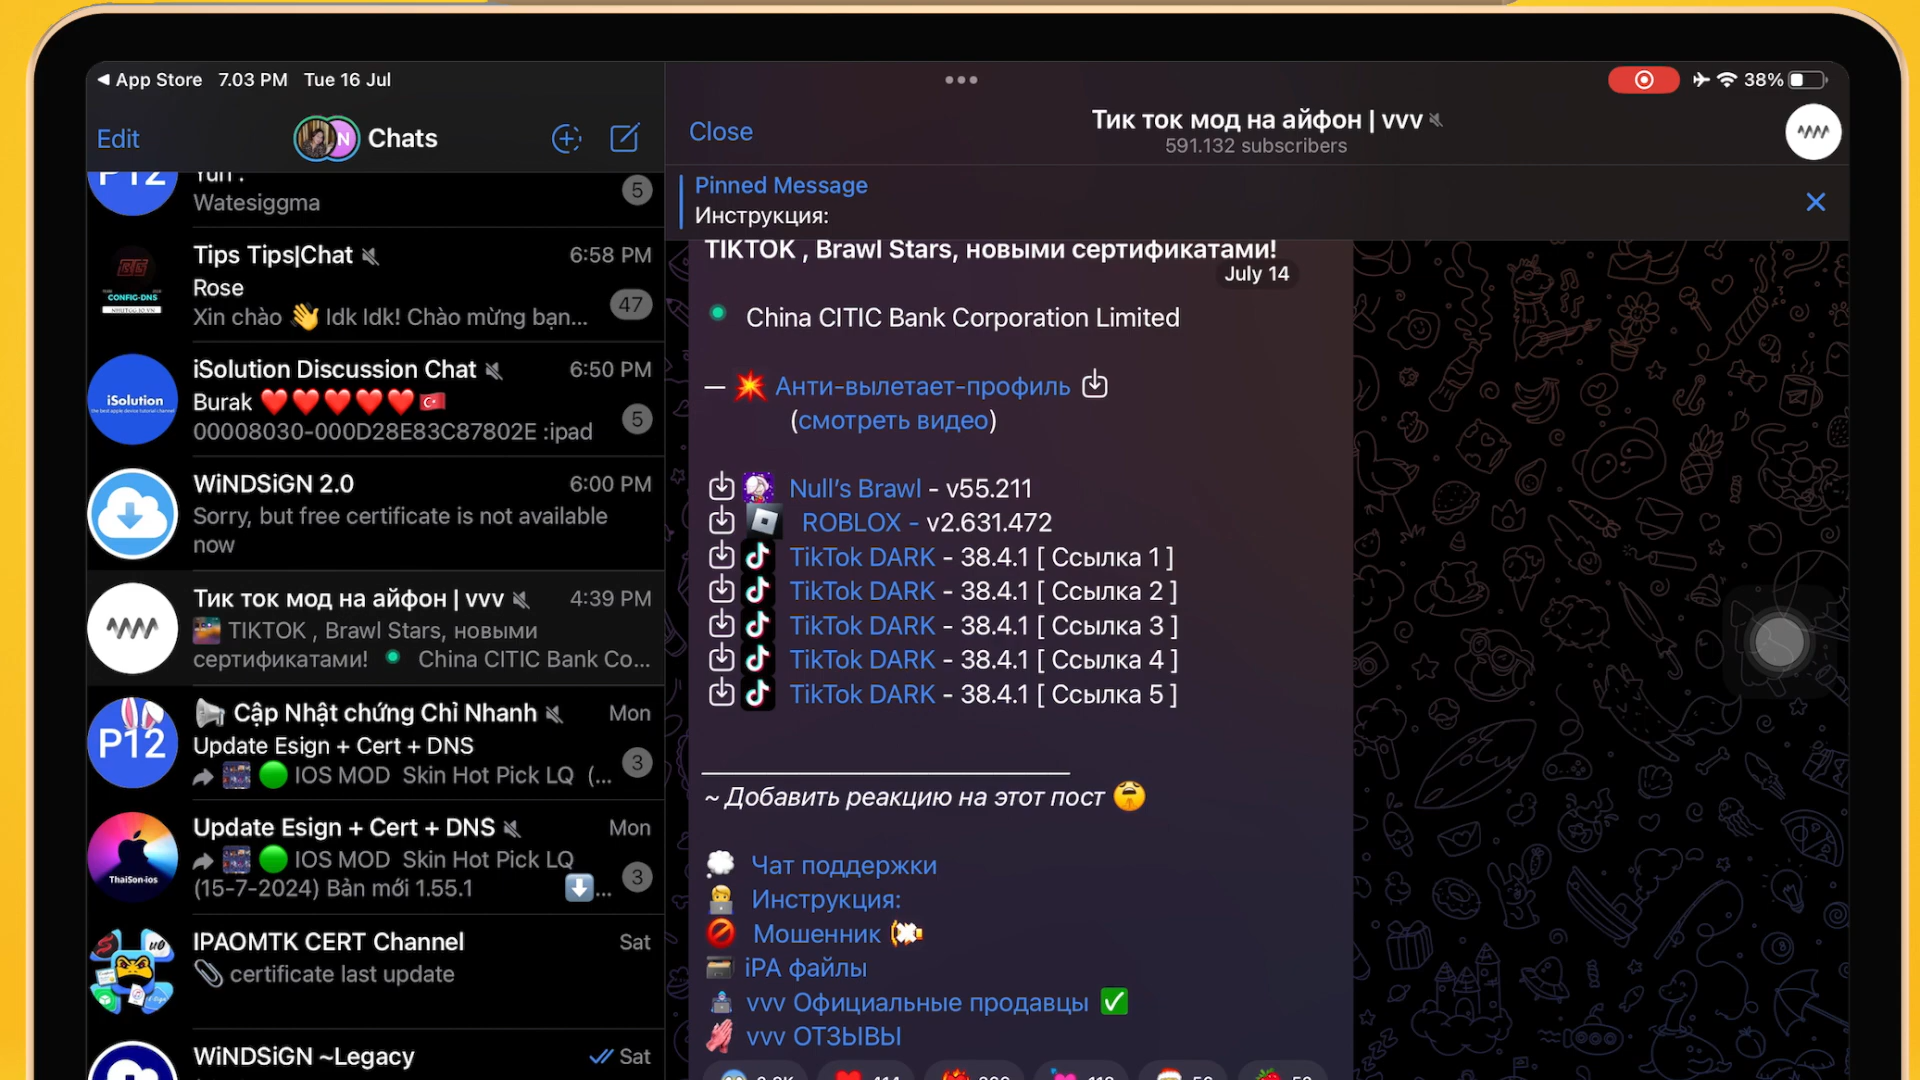 App Store 7.03 PM Tue 16 Jul
38%
Edit
Chats
Close
Тик ток мод на айфон | vvv
591.132 subscribers
Pinned Message
Инструкция:
P12
Watesiggma
5
Tips Tips|Chat 6:58 PM
Rose
Xin chào 👋 Idk Idk! Chào mừng bạn...
47
CONFIG-DNS
iSolution Discussion Chat 6:50 PM
Burak ❤️❤️❤️❤️❤️🇹🇷
00008030-000D28E83C87802E :ipad
5
iSolution
WiNDSiGN 2.0 6:00 PM
Sorry, but free certificate is not available
now
Тик ток мод на айфон | vvv 4:39 PM
TIKTOK , Brawl Stars, новыми
сертификатами! China CITIC Bank Co...
Cập Nhật chứng Chỉ Nhanh Mon
Update Esign + Cert + DNS
IOS MOD Skin Hot Pick LQ (...
3
P12
Update Esign + Cert + DNS Mon
IOS MOD Skin Hot Pick LQ
(15-7-2024) Bản mới 1.55.1 ⬇️...
3
ThaiSon-ios
IPAOMTK CERT Channel Sat
certificate last update
WiNDSiGN ~Legacy Sat
TIKTOK , Brawl Stars, новыми сертификатами!
July 14
China CITIC Bank Corporation Limited
— 💥 Анти-вылетает-профиль
(смотреть видео)
Null’s Brawl - v55.211
ROBLOX - v2.631.472
TikTok DARK - 38.4.1 [ Ссылка 1 ]
TikTok DARK - 38.4.1 [ Ссылка 2 ]
TikTok DARK - 38.4.1 [ Ссылка 3 ]
TikTok DARK - 38.4.1 [ Ссылка 4 ]
TikTok DARK - 38.4.1 [ Ссылка 5 ]
~ Добавить реакцию на этот пост
Чат поддержки
Инструкция:
Мошенник
iPA файлы
vvv Официальные продавцы ✅
vvv ОТЗЫВЫ